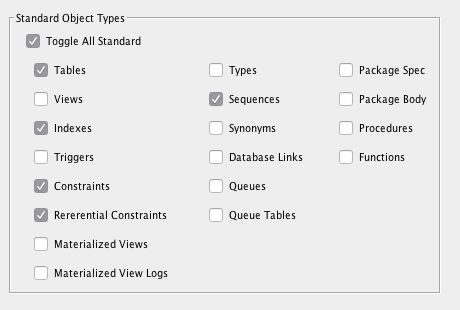 Standard Object Types
Toggle All Standard
Tables
Types
Package Spec
Views
Sequences
Package Body
Indexes
Synonyms
Procedures
Triggers
Database Links
Functions
Constraints
Queues
Rererential Constraints
Queue Tables
Materialized Views
Materialized View Logs